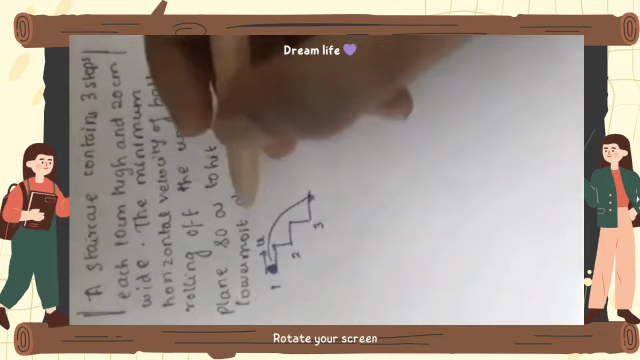 Dream life 💜
A staircase contains 3 steps
each 10cm high and 20cm
wide. The minimum
horizontal velocity of ball
rolling off the
Plane so as to hit
lowermost
u
1
2
3
Rotate your screen